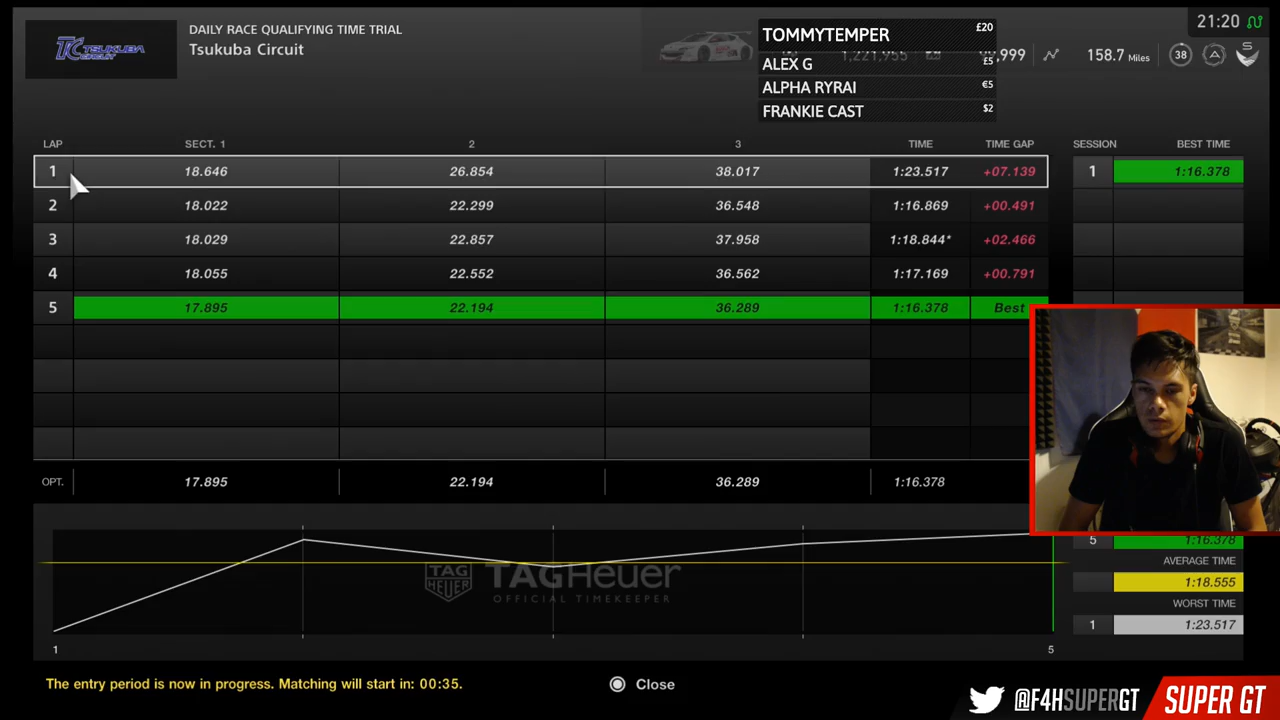 21:20
DAILY RACE QUALIFYING TIME TRIAL
Tsukuba Circuit
TSUKUBA
CIRCUIT
TOMMYTEMPER £20
ALEX G £5
ALPHA RYRAI €5
FRANKIE CAST $2
1,221,955
,999
158.7 Miles
38
A
S
LAP SECT. 1 2 3 TIME TIME GAP
1 18.646 26.854 38.017 1:23.517 +07.139
2 18.022 22.299 36.548 1:16.869 +00.491
3 18.029 22.857 37.958 1:18.844* +02.466
4 18.055 22.552 36.562 1:17.169 +00.791
5 17.895 22.194 36.289 1:16.378 Best
OPT. 17.895 22.194 36.289 1:16.378
SESSION BEST TIME
1 1:16.378
5 1:16.378
AVERAGE TIME
1:18.555
WORST TIME
1 1:23.517
TAG
HEUER
TAGHeuer
OFFICIAL TIMEKEEPER
1 5
The entry period is now in progress. Matching will start in: 00:35.
Close
@F4HSUPERGT
SUPER GT